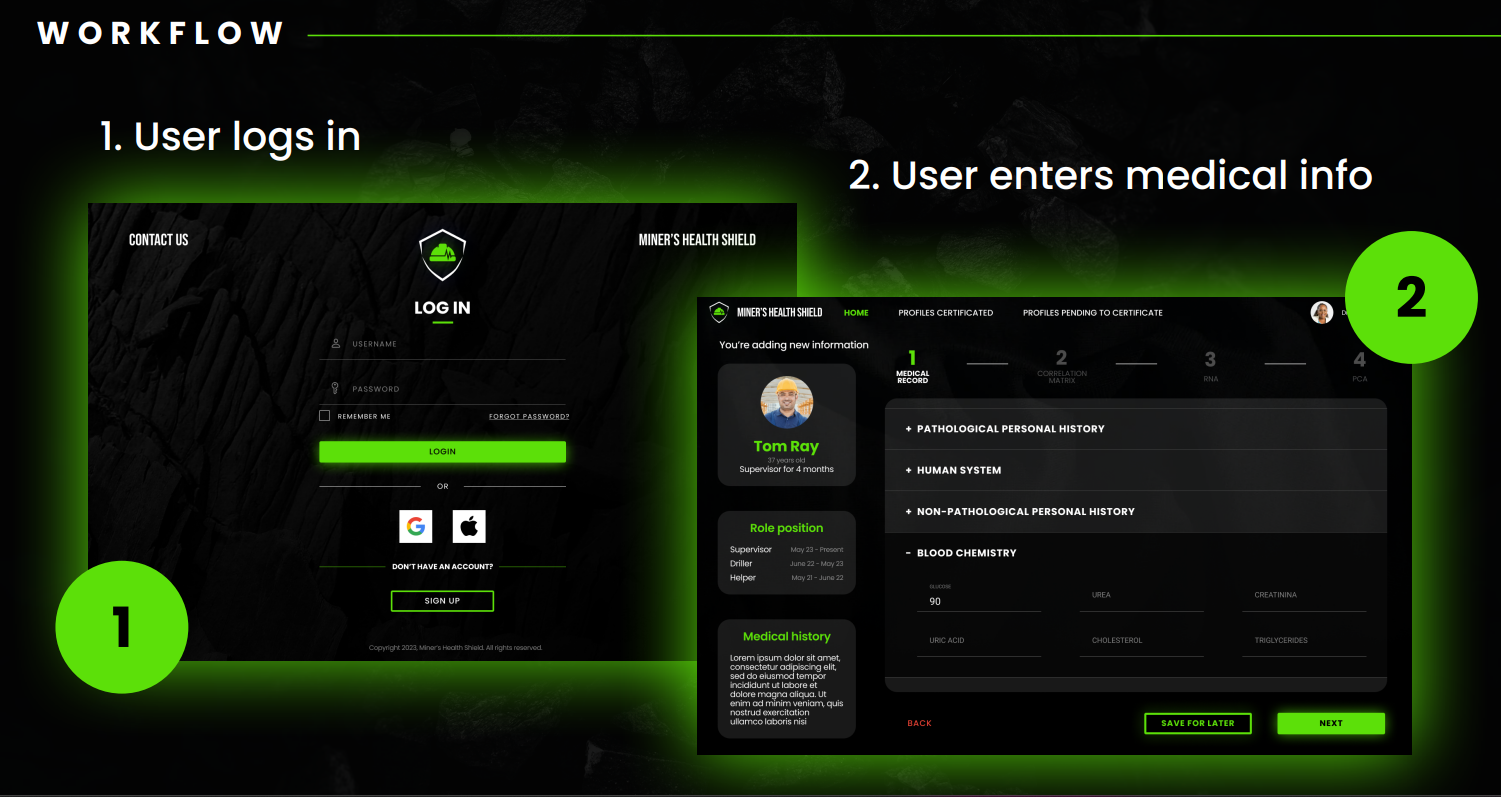 WORKFLOW
1. User logs in
2. User enters medical info
CONTACT US
MINER'S HEALTH SHIELD
LOG IN
USERNAME
PASSWORD
REMEMBER ME
FORGOT PASSWORD?
LOGIN
OR
DON'T HAVE AN ACCOUNT?
SIGN UP
Copyright 2023, Miner's Health Shield. All rights reserved.
1
2
MINER'S HEALTH SHIELD
HOME
PROFILES CERTIFICATED
PROFILES PENDING TO CERTIFICATE
You're adding new information
1
MEDICAL
RECORD
2
CORRELATION
MATRIX
3
RNA
4
PCA
Tom Ray
37 years old
Supervisor for 4 months
Role position
Supervisor May 23 - Present
Driller June 22 - May 23
Helper May 21 - June 22
Medical history
Lorem ipsum dolor sit amet,
consectetur adipiscing elit,
sed do eiusmod tempor
incididunt ut labore et
dolore magna aliqua. Ut
enim ad minim veniam, quis
nostrud exercitation
ullamco laboris nisi
+ PATHOLOGICAL PERSONAL HISTORY
+ HUMAN SYSTEM
+ NON-PATHOLOGICAL PERSONAL HISTORY
- BLOOD CHEMISTRY
GLUCOSE
90
UREA
CREATININA
URIC ACID
CHOLESTEROL
TRIGLYCERIDES
BACK
SAVE FOR LATER
NEXT